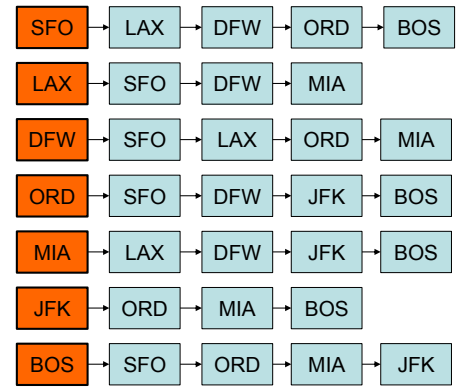 SFO LAX DFW ORD BOS
LAX SFO DFW MIA
DFW SFO LAX ORD MIA
ORD SFO DFW JFK BOS
MIA LAX DFW JFK BOS
JFK ORD MIA BOS
BOS SFO ORD MIA JFK